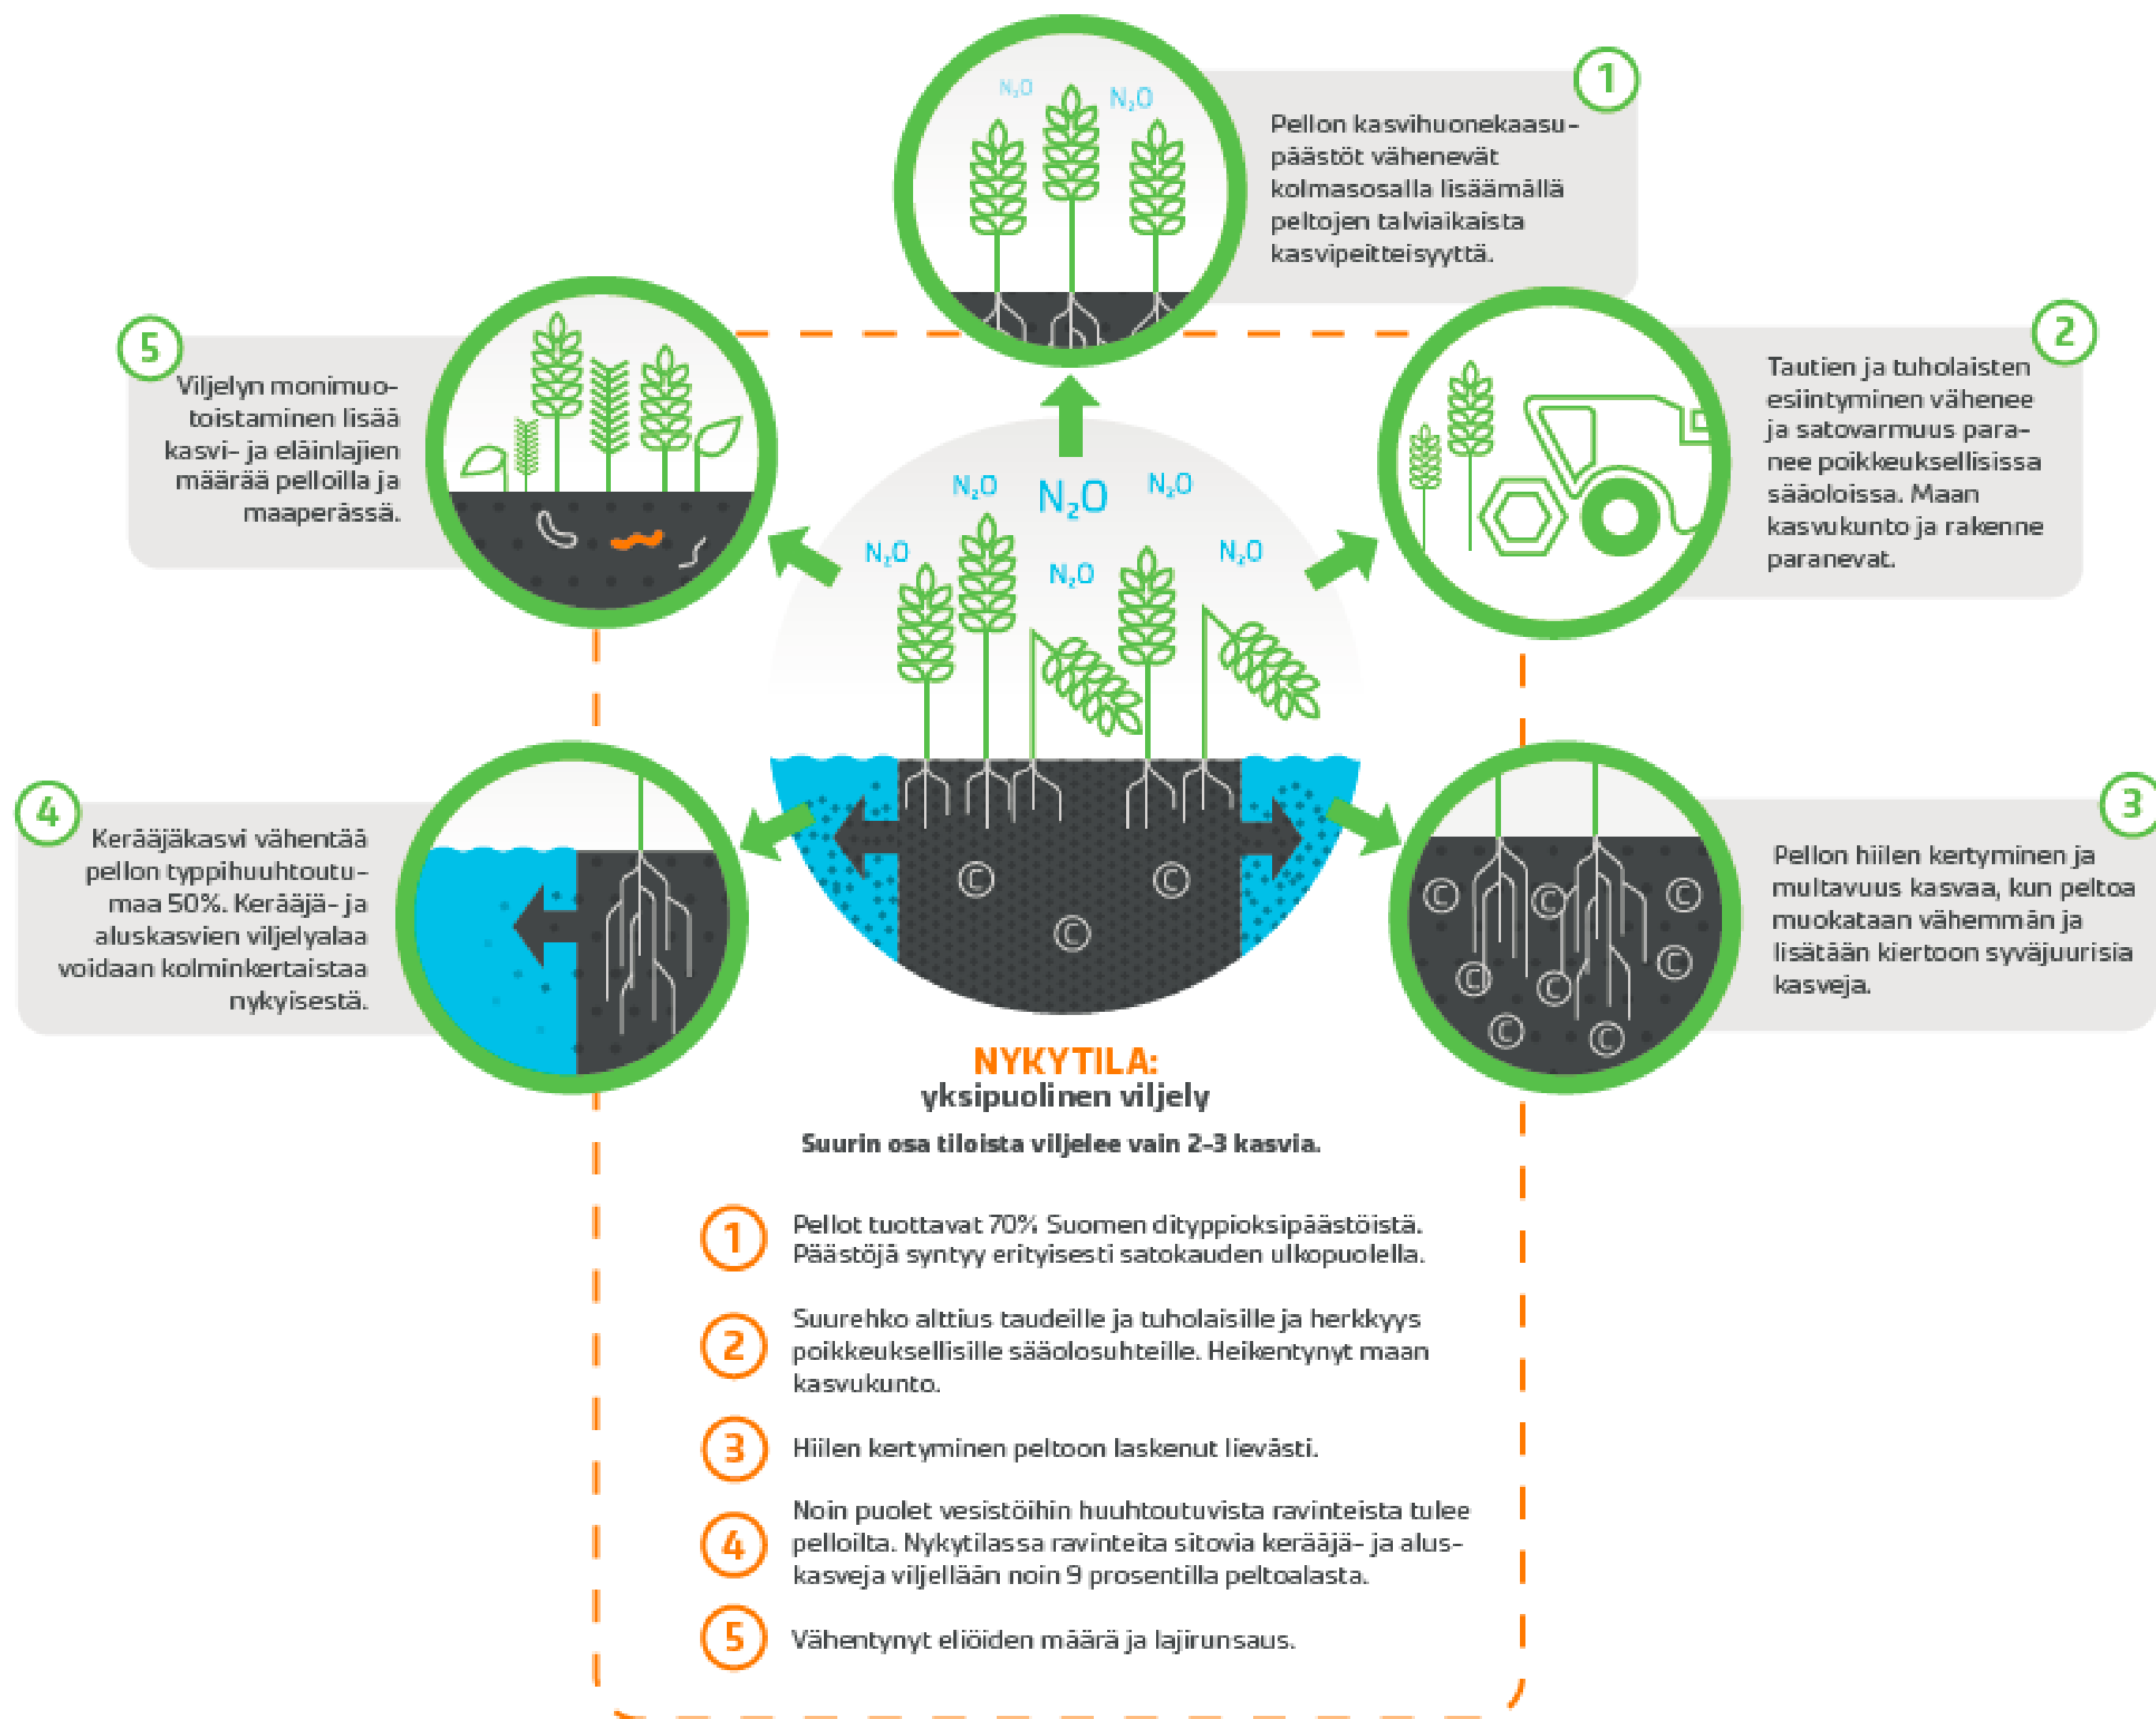 N₂O
N₂O
1
Pellon kasvihuonekaasu-
päästöt vähenevät
kolmasosalla lisäämällä
peltojen talviaikaista
kasvipeitteisyyttä.
2
Tautien ja tuholaisten
esiintyminen vähenee
ja satovarmuus para-
nee poikkeuksellisissa
sääoloissa. Maan
kasvukunto ja rakenne
paranevat.
5
Viljelyn monimuo-
toistaminen lisää
kasvi- ja eläinlajien
määrää pelloilla ja
maaperässä.
N₂O
N₂O
N₂O
N₂O
N₂O
N₂O
C
C
C
3
Pellon hiilen kertyminen ja
multavuus kasvaa, kun peltoa
muokataan vähemmän ja
lisätään kiertoon syväjuurisia
kasveja.
C
C
C
C
C
C
C
C
4
Kerääjäkasvi vähentää
pellon typpihuuhtoutu-
maa 50%. Kerääjä- ja
aluskasvien viljelyalaa
voidaan kolminkertaistaa
nykyisestä.
NYKYTILA:
yksipuolinen viljely
Suurin osa tiloista viljelee vain 2-3 kasvia.
1
Pellot tuottavat 70% Suomen dityppioksipäästöistä.
Päästöjä syntyy erityisesti satokauden ulkopuolella.
2
Suurehko alttius taudeille ja tuholaisille ja herkkyys
poikkeuksellisille sääolosuhteille. Heikentynyt maan
kasvukunto.
3
Hiilen kertyminen peltoon laskenut lievästi.
4
Noin puolet vesistöihin huuhtoutuvista ravinteista tulee
pelloilta. Nykytilassa ravinteita sitovia kerääjä- ja alus-
kasveja viljellään noin 9 prosentilla peltoalasta.
5
Vähentynyt eliöiden määrä ja lajirunsaus.